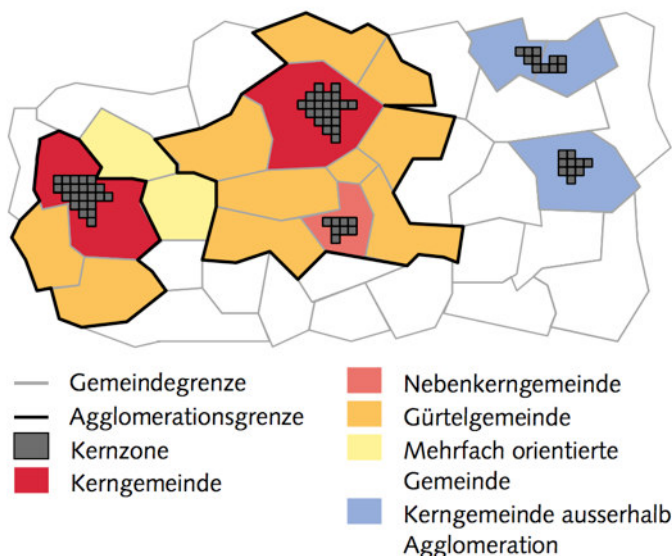 Gemeindegrenze
Agglomerationsgrenze
Kernzone
Kerngemeinde
Nebenkerngemeinde
Gürtelgemeinde
Mehrfach orientierte
Gemeinde
Kerngemeinde ausserhalb
Agglomeration